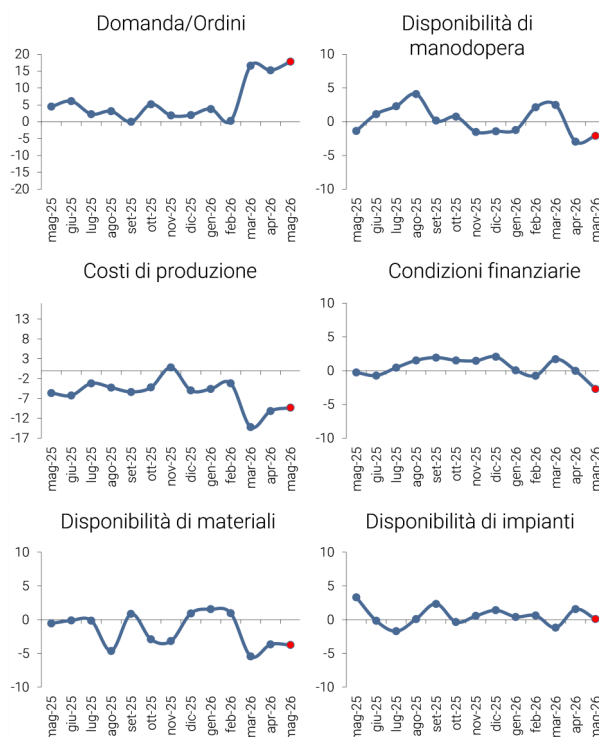 Domanda/Ordini
20
15
10
5
0
5
10
15
20
mag-25
giu-25
lug-25
ago-25
set-25
ott-25
nov-25
dic-25
gen-26
feb-26
mar-26
apr-26
mag-26
Disponibilità di
manodopera
10
5
0
-5
-10
mag-25
giu-25
lug-25
ago-25
set-25
ott-25
nov-25
dic-25
gen-26
feb-26
mar-26
apr-26
mag-26
Costi di produzione
13
8
3
-2
-7
-12
-17
mag-25
giu-25
lug-25
ago-25
set-25
ott-25
nov-25
dic-25
gen-26
feb-26
mar-26
apr-26
mag-26
Condizioni finanziarie
10
5
0
-5
-10
mag-25
giu-25
lug-25
ago-25
set-25
ott-25
nov-25
dic-25
gen-26
feb-26
mar-26
apr-26
mag-26
Disponibilità di materiali
10
5
0
-5
-10
mag-25
giu-25
lug-25
ago-25
set-25
ott-25
nov-25
dic-25
gen-26
feb-26
mar-26
apr-26
mag-26
Disponibilità di impianti
10
5
0
-5
-10
mag-25
giu-25
lug-25
ago-25
set-25
ott-25
nov-25
dic-25
gen-26
feb-26
mar-26
apr-26
mag-26